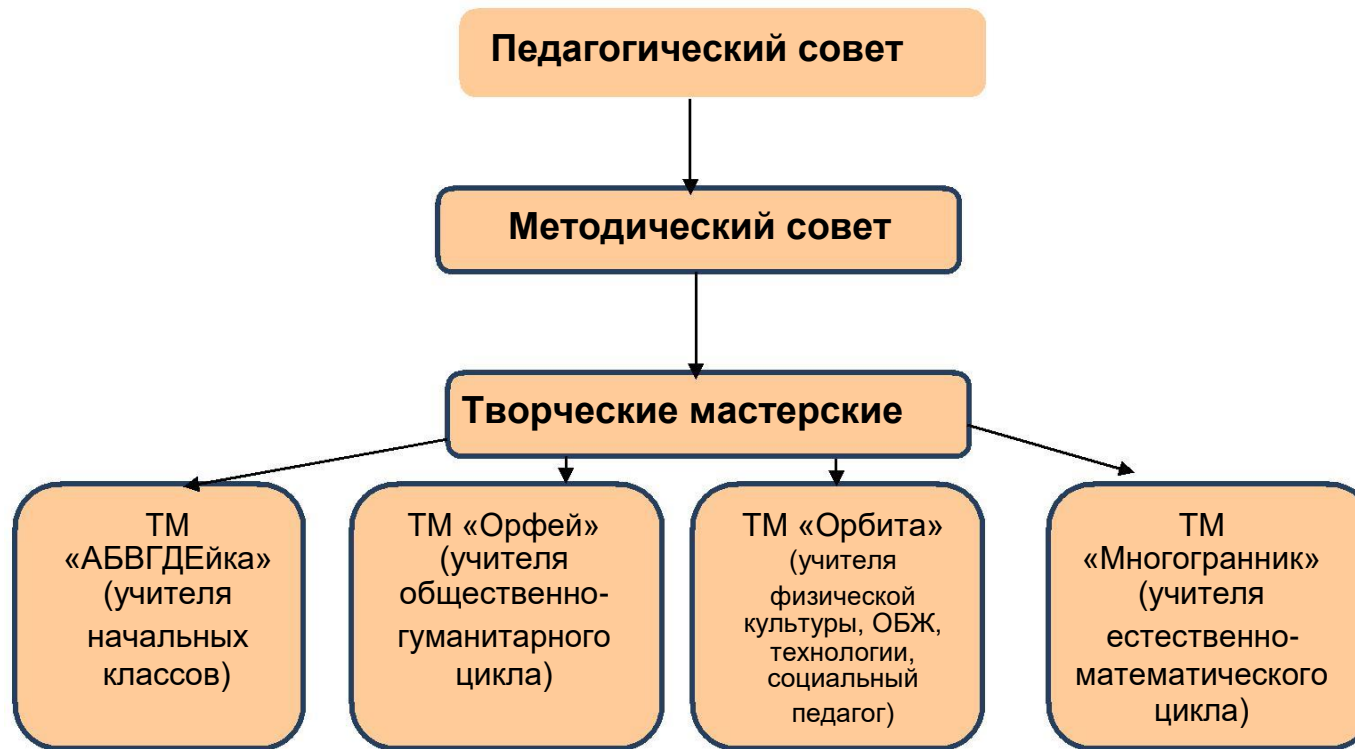 Педагогический совет
Методический совет
Творческие мастерские
ТМ
«АБВГДЕйка»
(учителя
начальных
классов)
ТМ «Орфей»
(учителя
общественно-
гуманитарного
цикла)
ТМ «Орбита»
(учителя
физической
культуры, ОБЖ,
технологии,
социальный
педагог)
ТМ
«Многогранник»
(учителя
естественно-
математического
цикла)